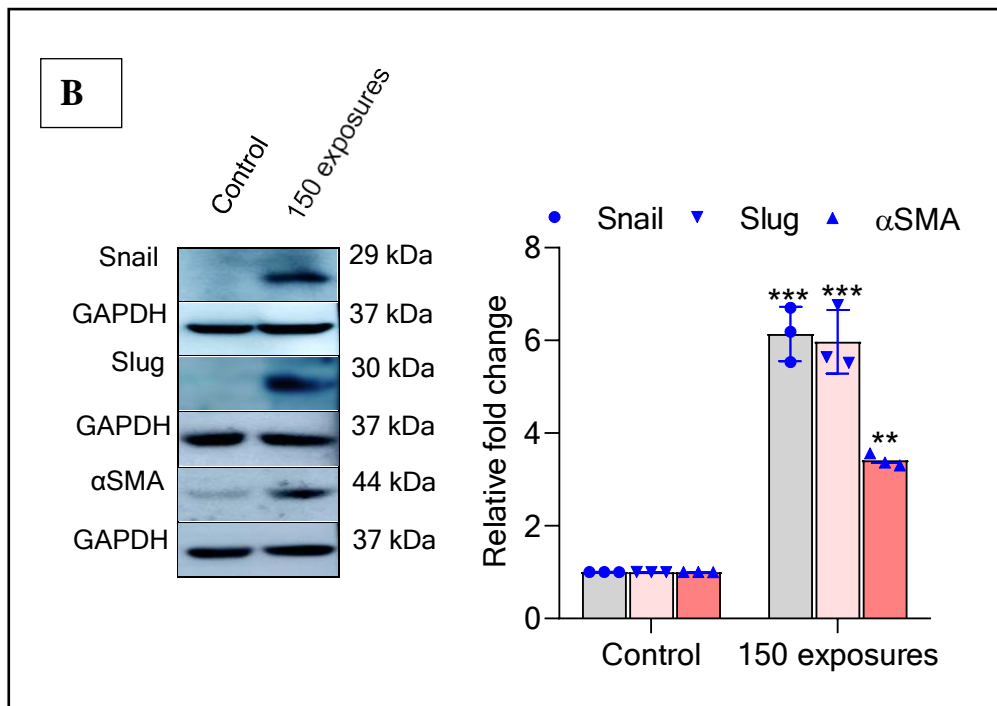 B
Control
150 exposures
Snail 29 kDa
GAPDH 37 kDa
Slug 30 kDa
GAPDH 37 kDa
αSMA 44 kDa
GAPDH 37 kDa
Snail Slug αSMA
Relative fold change
8
6
4
2
0
*** ***
**
Control 150 exposures